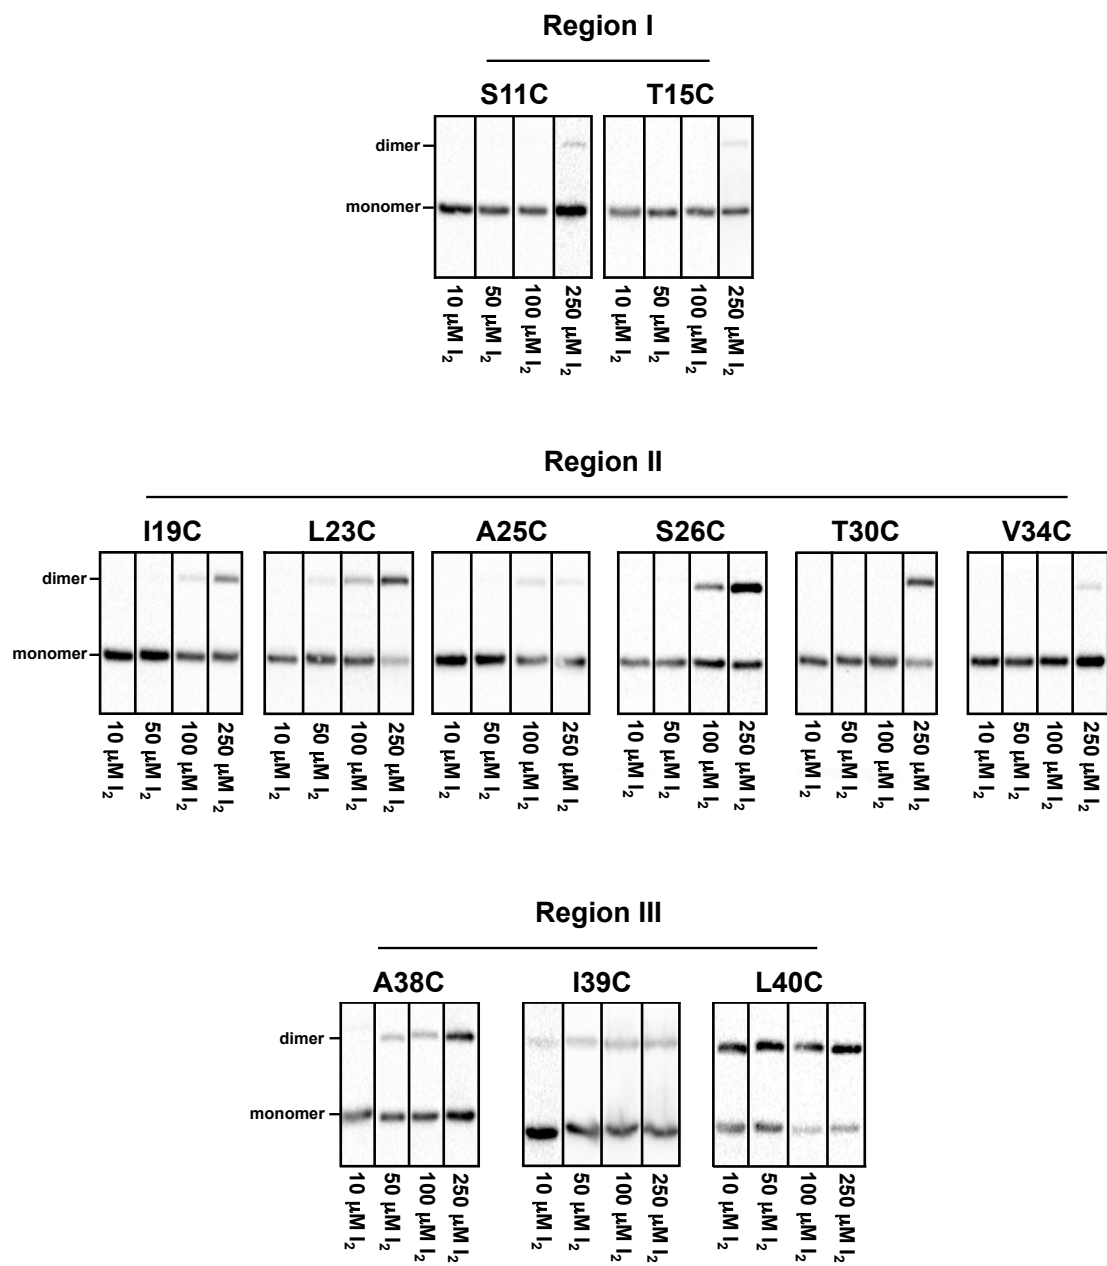 Region I
S11C T15C
dimer
monomer
10 μM I₂ 50 μM I₂ 100 μM I₂ 250 μM I₂ 10 μM I₂ 50 μM I₂ 100 μM I₂ 250 μM I₂
Region II
I19C L23C A25C S26C T30C V34C
dimer
monomer
10 μM I₂ 50 μM I₂ 100 μM I₂ 250 μM I₂ 10 μM I₂ 50 μM I₂ 100 μM I₂ 250 μM I₂ 10 μM I₂ 50 μM I₂ 100 μM I₂ 250 μM I₂ 10 μM I₂ 50 μM I₂ 100 μM I₂ 250 μM I₂ 10 μM I₂ 50 μM I₂ 100 μM I₂ 250 μM I₂ 10 μM I₂ 50 μM I₂ 100 μM I₂ 250 μM I₂
Region III
A38C I39C L40C
dimer
monomer
10 μM I₂ 50 μM I₂ 100 μM I₂ 250 μM I₂ 10 μM I₂ 50 μM I₂ 100 μM I₂ 250 μM I₂ 10 μM I₂ 50 μM I₂ 100 μM I₂ 250 μM I₂